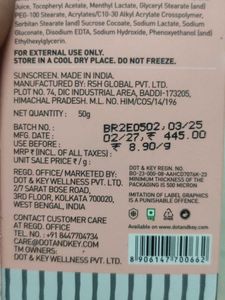 Juice, Tocopheryl Acetate, Menthyl Lactate, Glyceryl Stearate (and)
PEG-100 Stearate, Acrylates/C10-30 Alkyl Acrylate Crosspolymer,
Sorbitan Stearate (and) Sucrose Cocoate, Sodium Lactate, Sodium
Gluconate, Disodium EDTA, Sodium Hydroxide, Phenoxyethanol (and)
Ethylhexylglycerin.
FOR EXTERNAL USE ONLY.
STORE IN A COOL DRY PLACE. DO NOT FREEZE.
SUNSCREEN. MADE IN INDIA.
MANUFACTURED BY: RSH GLOBAL PVT. LTD.
PLOT NO. 74, DIC INDUSTRIAL AREA, BADDI-173205,
HIMACHAL PRADESH. M.L. NO. HIM/COS/14/196
NET QUANTITY : 50g
BATCH NO. : BR2E0502, 03/25
MFD. : 02/27, ₹ 445.00
USE BEFORE : ₹ 8.90/g
MRP ₹ (INCL. OF ALL TAXES) :
UNIT SALE PRICE ₹ / g :
REGD. OFFICE/ MARKETED BY:
DOT & KEY WELLNESS PVT. LTD.
2/7 SARAT BOSE ROAD,
3RD FLOOR, KOLKATA 700020,
WEST BENGAL, INDIA
CONTACT CUSTOMER CARE
AT REGD. OFFICE
TEL. NO. : +91 8447704734
CARE@DOTANDKEY.COM
TM OWNERS:
DOT & KEY WELLNESS PVT. LTD.
DOT & KEY RESIN. NO.
MINIMUM THICKNESS OF THE
PACKAGING IS 500 MICRON
IMITATION OF LABEL GRAPHICS
IS A PUNISHABLE OFFENCE.
Available on www.dotandkey.com
8 906147 700662